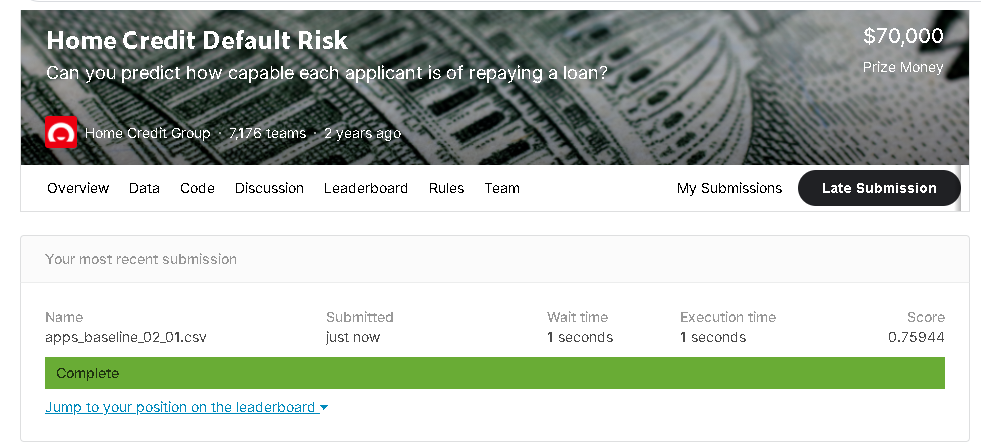 Home Credit Default Risk
$70,000
Can you predict how capable each applicant is of repaying a loan?
Prize Money
Home Credit Group · 7,176 teams · 2 years ago
Overview Data Code Discussion Leaderboard Rules Team My Submissions Late Submission
Your most recent submission
Name Submitted Wait time Execution time Score
apps_baseline_02_01.csv just now 1 seconds 1 seconds 0.75944
Complete
Jump to your position on the leaderboard